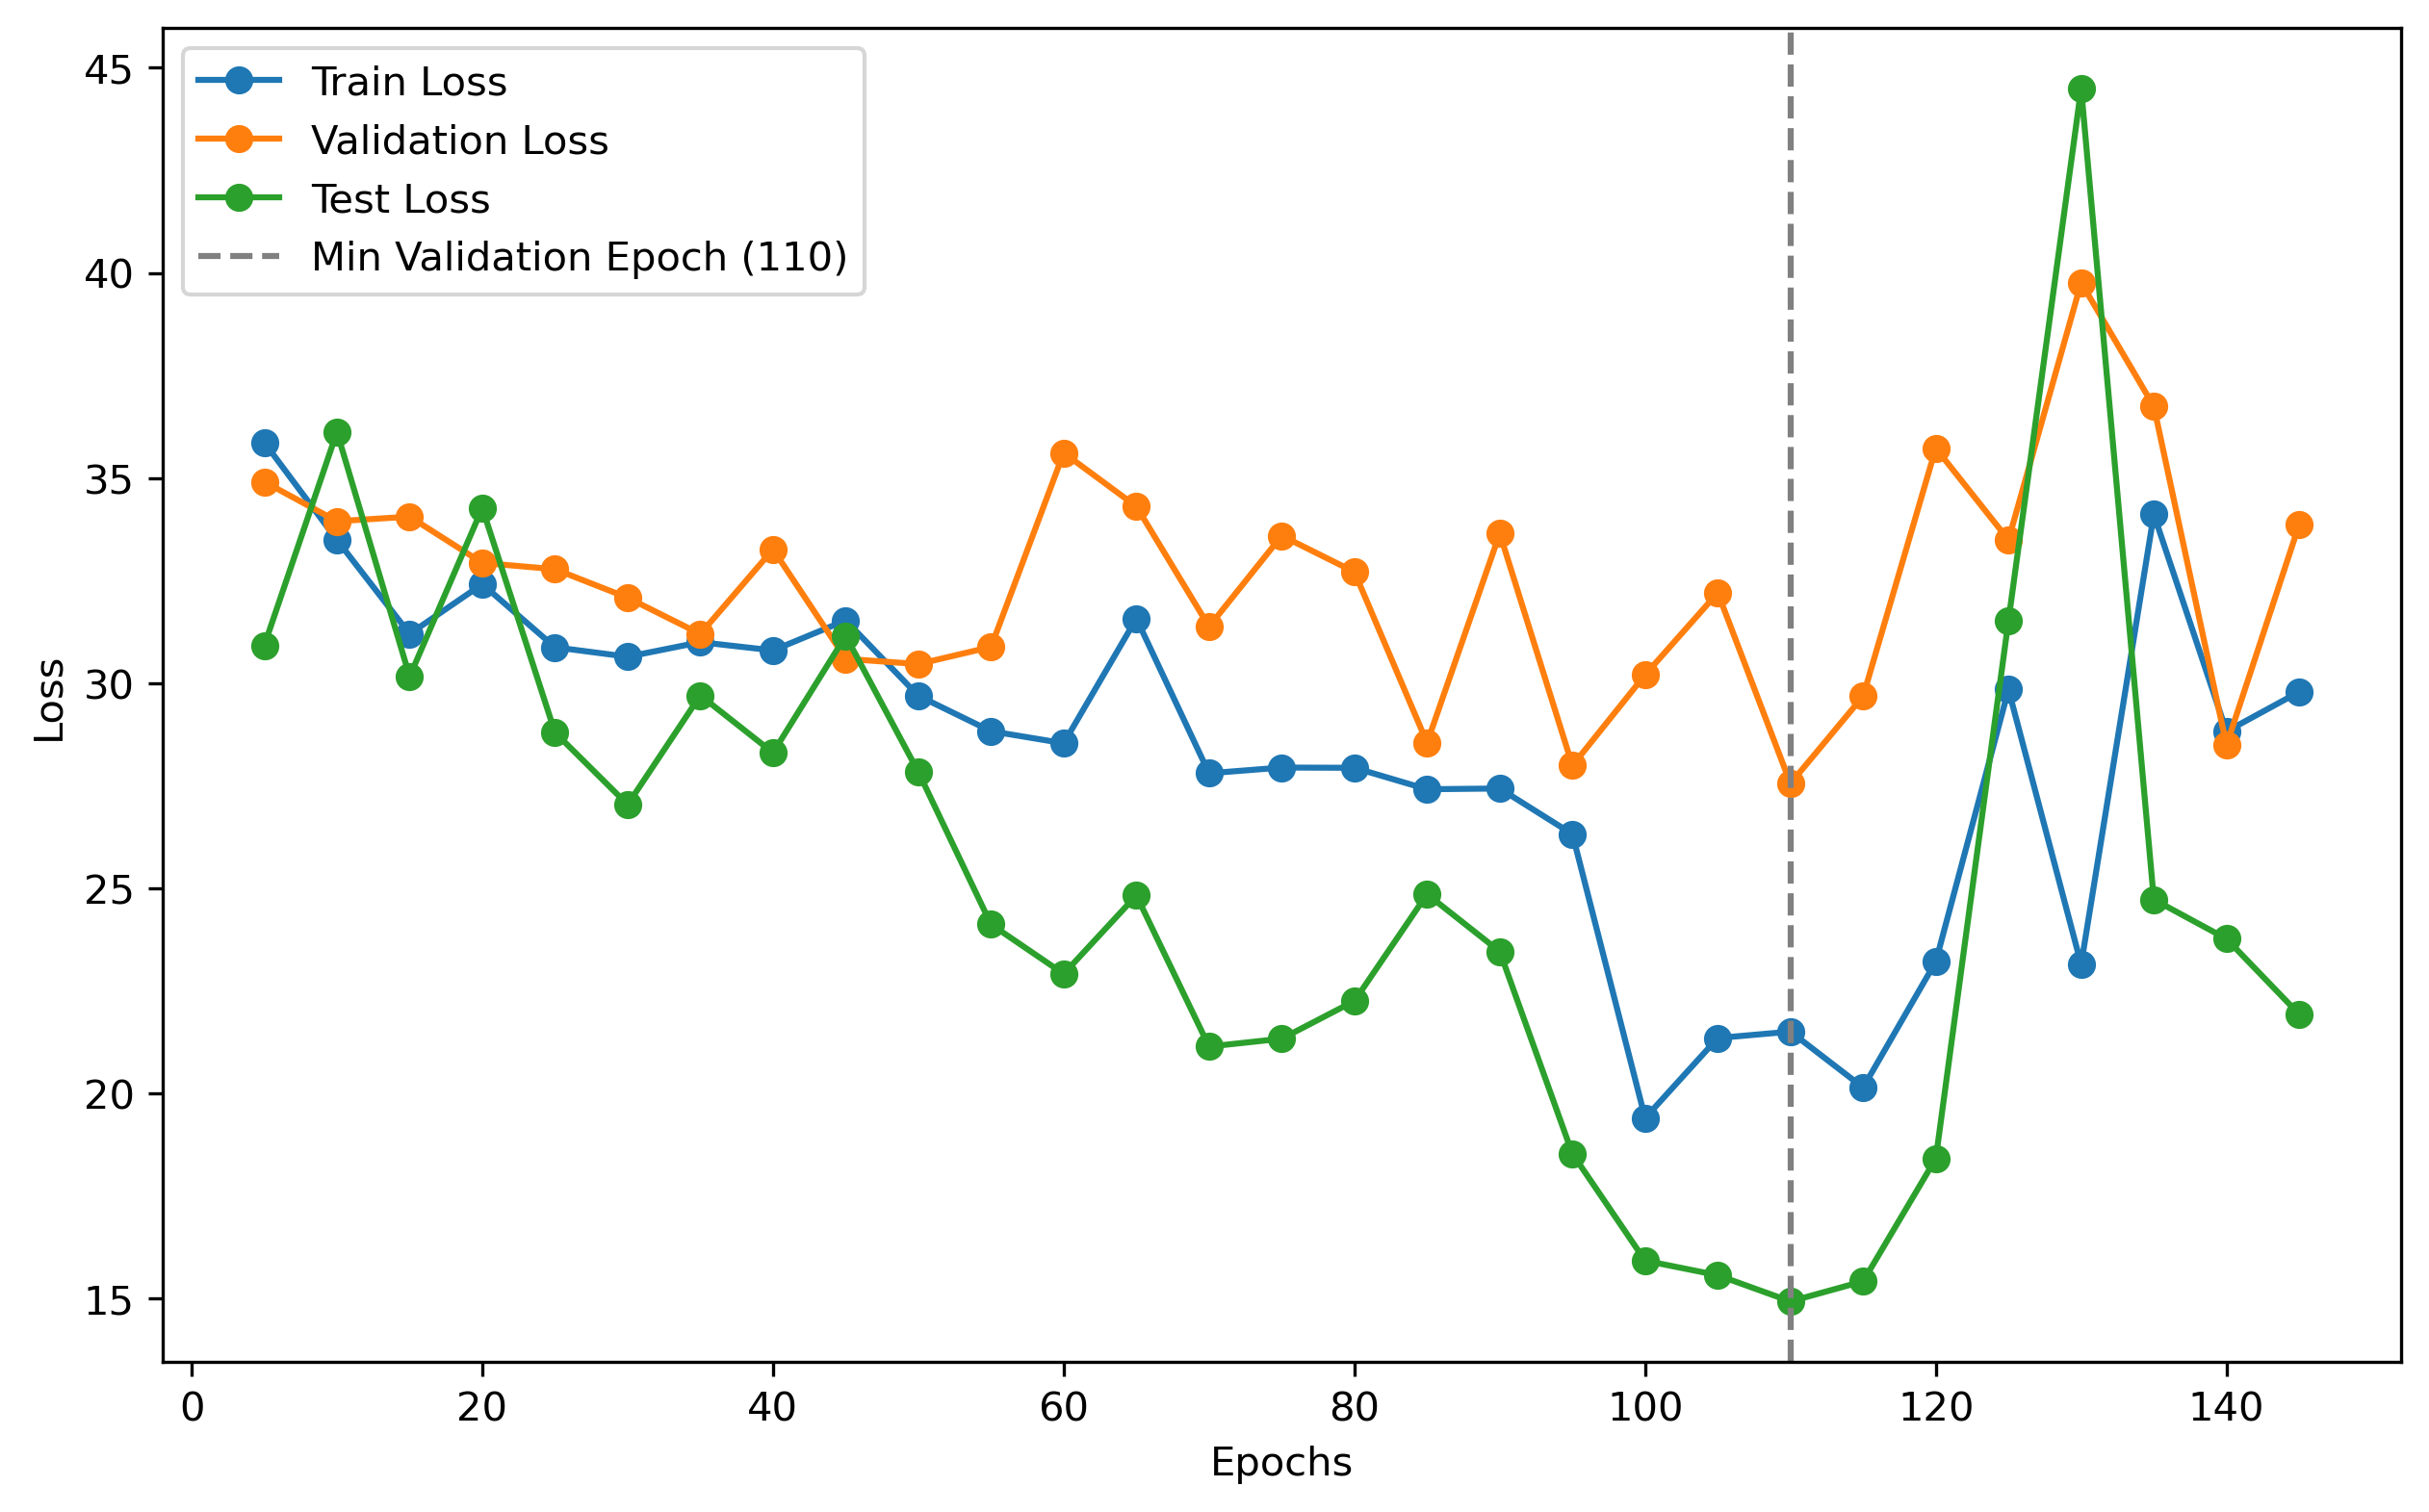 Train Loss
Validation Loss
Test Loss
Min Validation Epoch (110)
45
40
35
30
25
20
15
Loss
0 20 40 60 80 100 120 140
Epochs